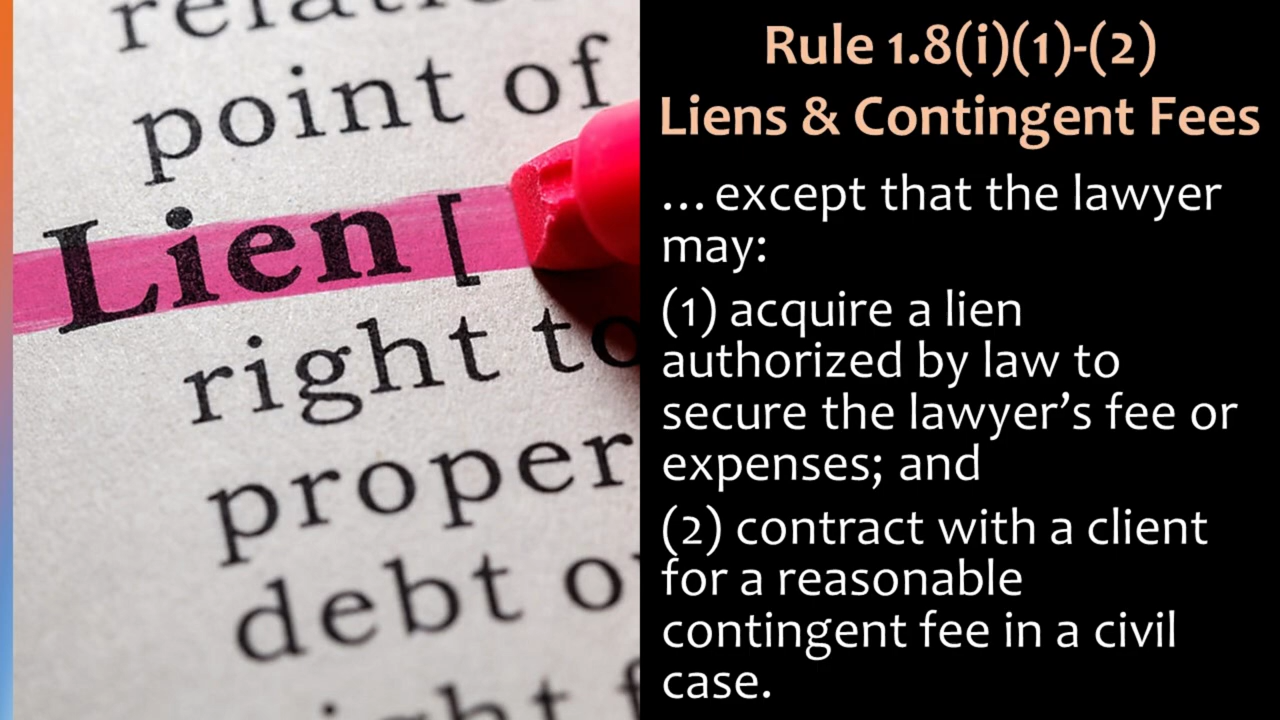 point of
Lien [
right to
debt
Rule 1.8(i)(1)-(2)
Liens & Contingent Fees
…except that the lawyer
may:
(1) acquire a lien
authorized by law to
secure the lawyer’s fee or
expenses; and
(2) contract with a client
for a reasonable
contingent fee in a civil
case.